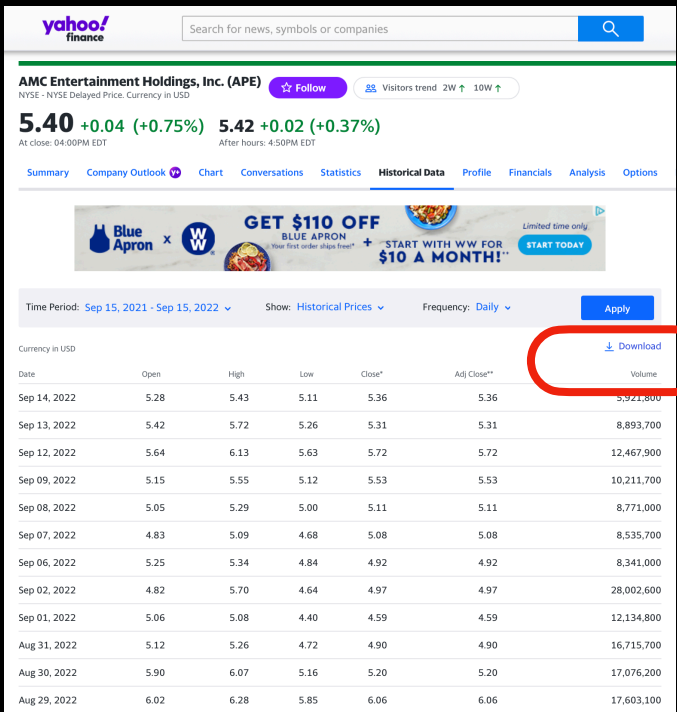 yahoo!
finance
Search for news, symbols or companies
AMC Entertainment Holdings, Inc. (APE)
NYSE - NYSE Delayed Price. Currency in USD
Follow
Visitors trend 2W ↑ 10W ↑
5.40 +0.04 (+0.75%) 5.42 +0.02 (+0.37%)
At close: 04:00PM EDT After hours: 4:50PM EDT
Summary Company Outlook Y+ Chart Conversations Statistics Historical Data Profile Financials Analysis Options
Blue
Apron x W W
GET $110 OFF
BLUE APRON
Your first order ships free!*
+ START WITH WW FOR
$10 A MONTH!**
Limited time only.
START TODAY
Time Period: Sep 15, 2021 - Sep 15, 2022 Show: Historical Prices Frequency: Daily Apply
Currency in USD Download
Date Open High Low Close* Adj Close** Volume
Sep 14, 2022 5.28 5.43 5.11 5.36 5.36 5,921,800
Sep 13, 2022 5.42 5.72 5.26 5.31 5.31 8,893,700
Sep 12, 2022 5.64 6.13 5.63 5.72 5.72 12,467,900
Sep 09, 2022 5.15 5.55 5.12 5.53 5.53 10,211,700
Sep 08, 2022 5.05 5.29 5.00 5.11 5.11 8,771,000
Sep 07, 2022 4.83 5.09 4.68 5.08 5.08 8,535,700
Sep 06, 2022 5.25 5.34 4.84 4.92 4.92 8,341,000
Sep 02, 2022 4.82 5.70 4.64 4.97 4.97 28,002,600
Sep 01, 2022 5.06 5.08 4.40 4.59 4.59 12,134,800
Aug 31, 2022 5.12 5.26 4.72 4.90 4.90 16,715,700
Aug 30, 2022 5.90 6.07 5.16 5.20 5.20 17,076,200
Aug 29, 2022 6.02 6.28 5.85 6.06 6.06 17,603,100